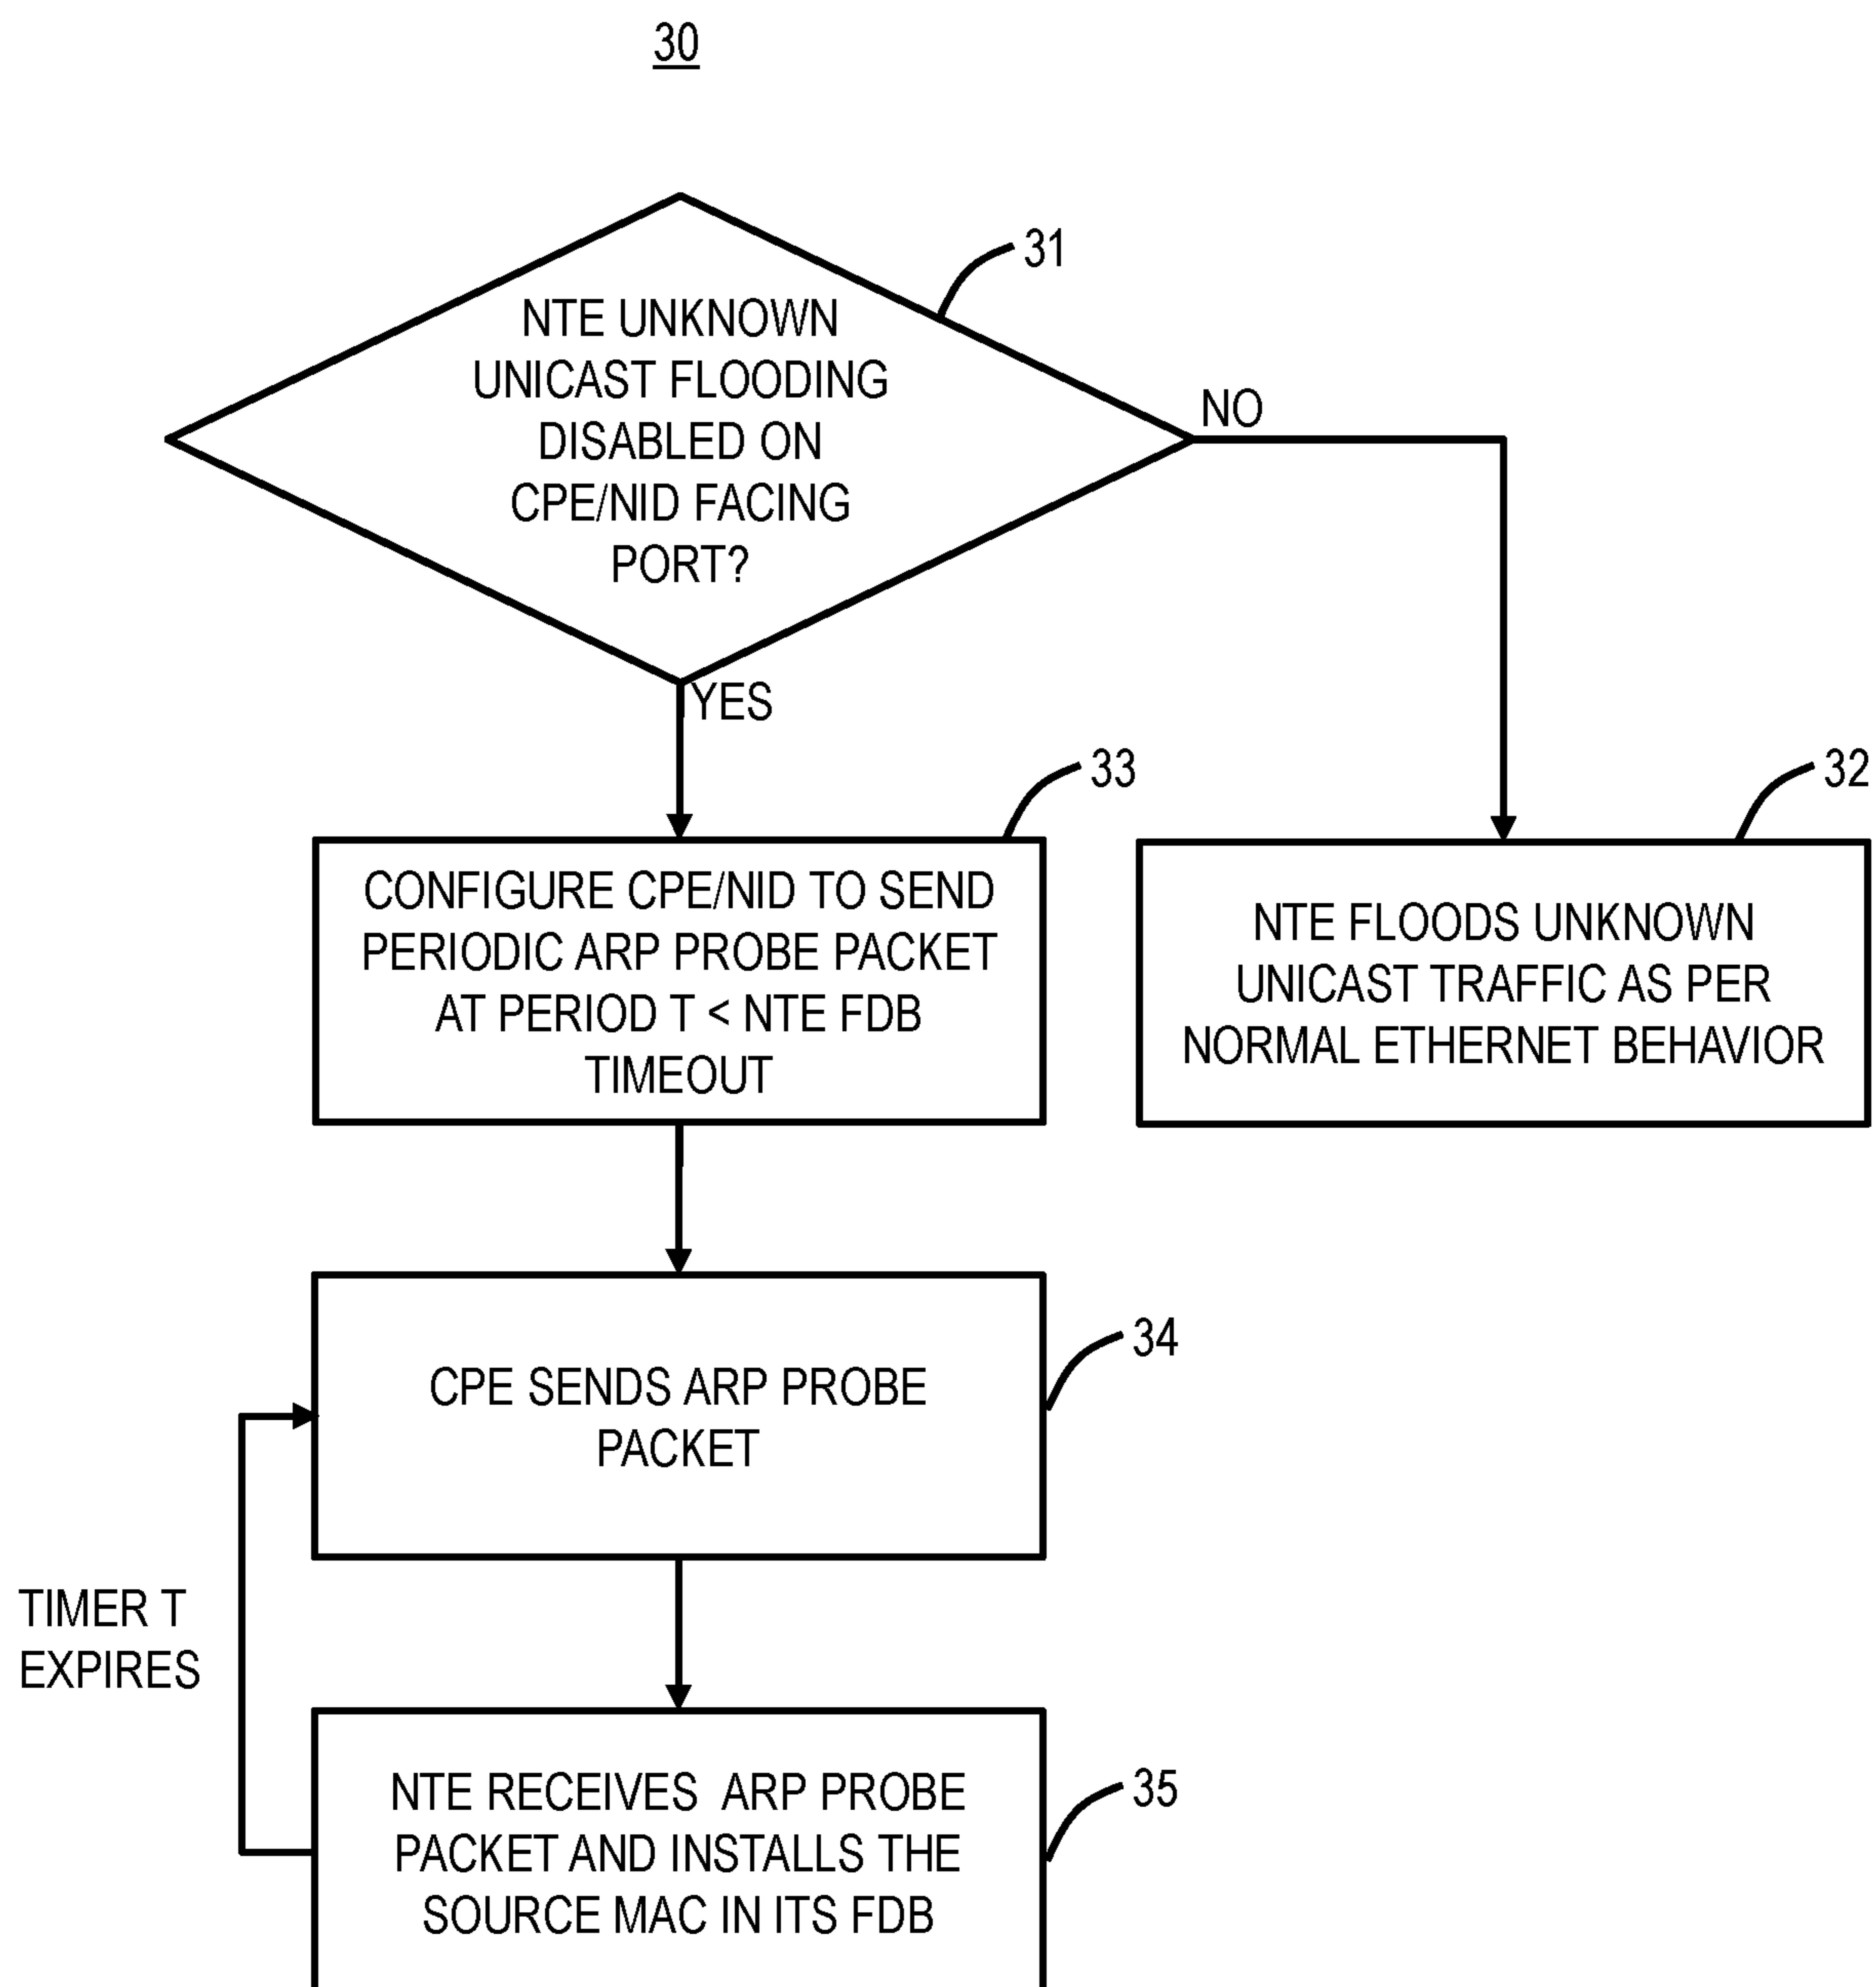 30
31
NTE UNKNOWN
UNICAST FLOODING
DISABLED ON
CPE/NID FACING
PORT?
NO
YES
33
32
CONFIGURE CPE/NID TO SEND
PERIODIC ARP PROBE PACKET
AT PERIOD T < NTE FDB
TIMEOUT
NTE FLOODS UNKNOWN
UNICAST TRAFFIC AS PER
NORMAL ETHERNET BEHAVIOR
34
CPE SENDS ARP PROBE
PACKET
TIMER T
EXPIRES
35
NTE RECEIVES ARP PROBE
PACKET AND INSTALLS THE
SOURCE MAC IN ITS FDB